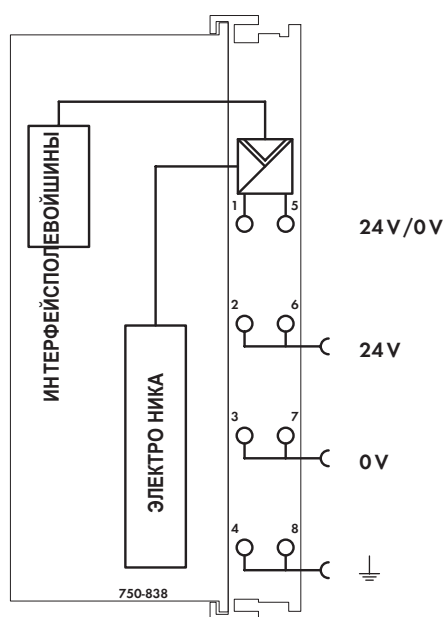 ИНТЕРФЕЙСПОЛЕВОЙШИНЫ
ЭЛЕКТРО НИКА
1 5
24 V/0 V
2 6
24 V
3 7
0 V
4 8
750-838